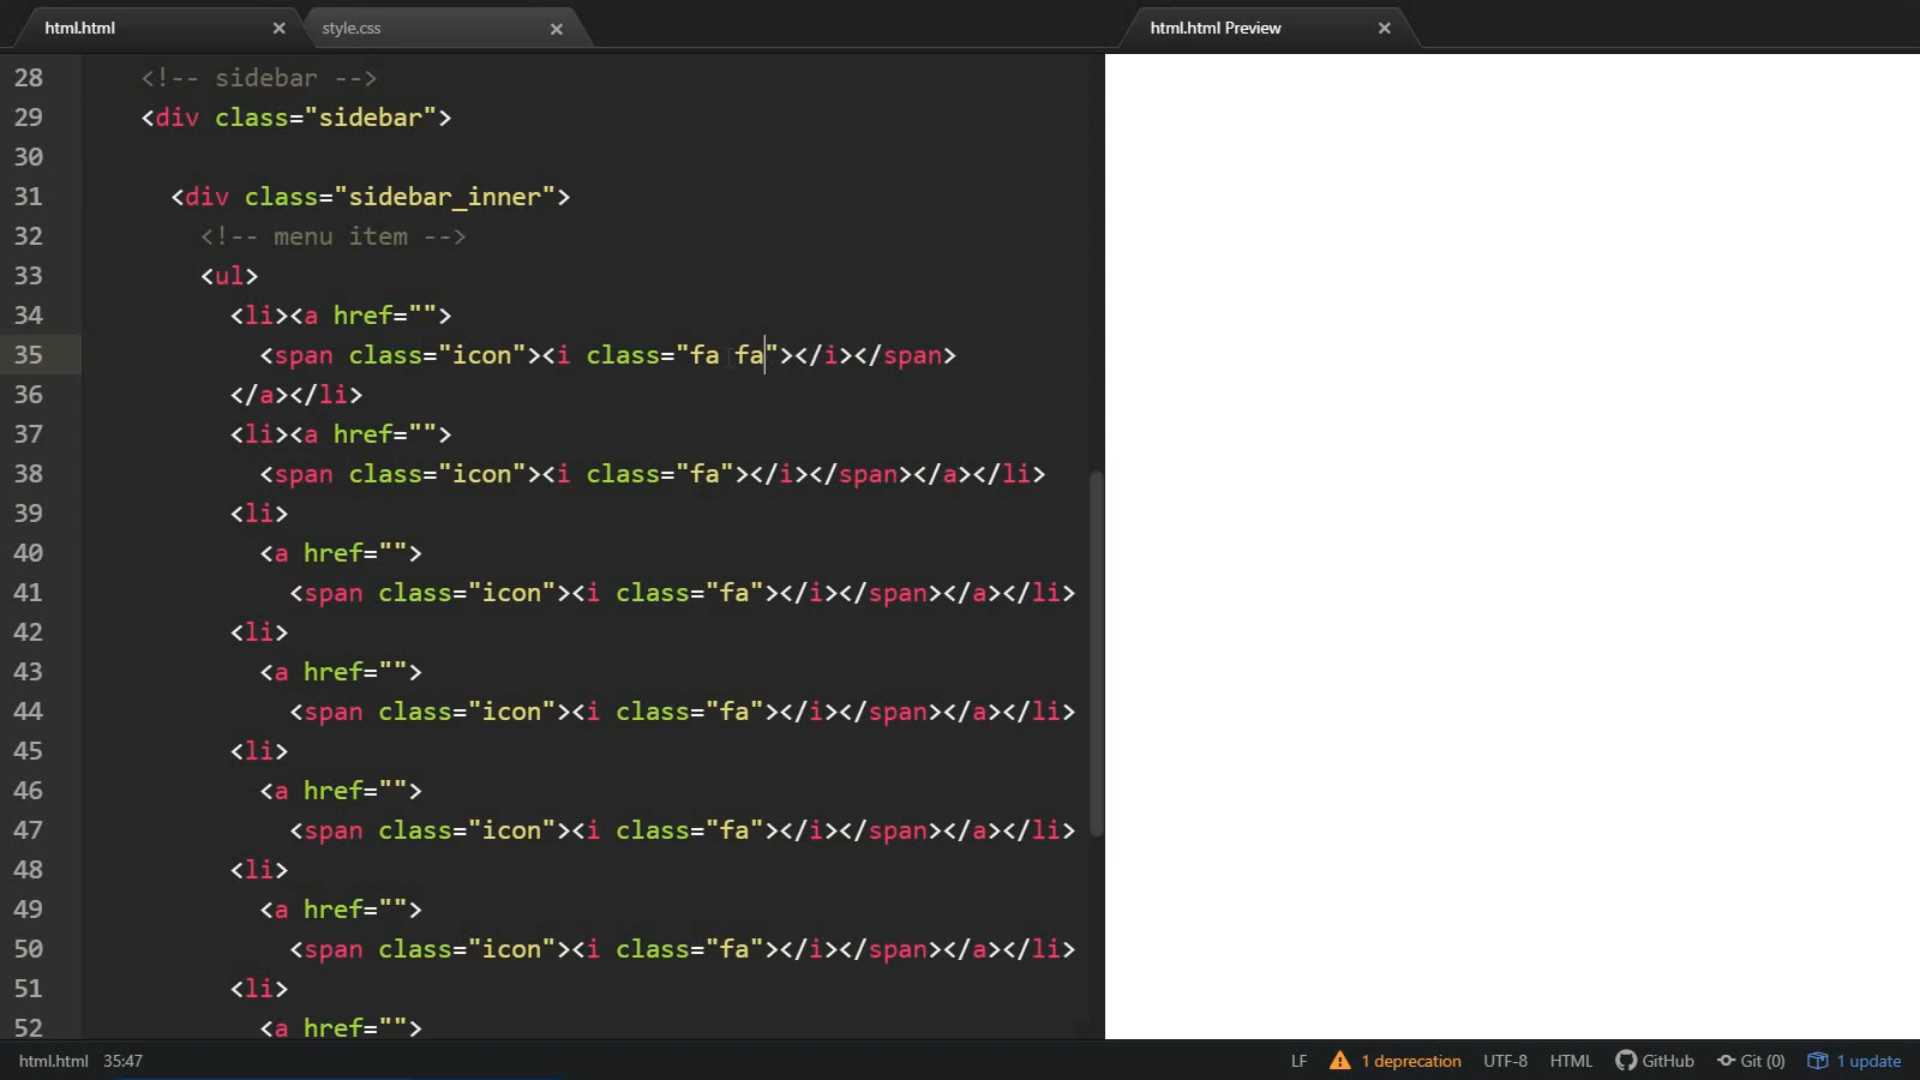 html.html
style.css
html.html Preview
28 <!-- sidebar -->
29 <div class="sidebar">
30
31 <div class="sidebar_inner">
32 <!-- menu item -->
33 <ul>
34 <li><a href="">
35 <span class="icon"><i class="fa fa"></i></span>
36 </a></li>
37 <li><a href="">
38 <span class="icon"><i class="fa"></i></span></a></li>
39 <li>
40 <a href="">
41 <span class="icon"><i class="fa"></i></span></a></li>
42 <li>
43 <a href="">
44 <span class="icon"><i class="fa"></i></span></a></li>
45 <li>
46 <a href="">
47 <span class="icon"><i class="fa"></i></span></a></li>
48 <li>
49 <a href="">
50 <span class="icon"><i class="fa"></i></span></a></li>
51 <li>
52 <a href="">
html.html 35:47 LF 1 deprecation UTF-8 HTML GitHub Git (0) 1 update